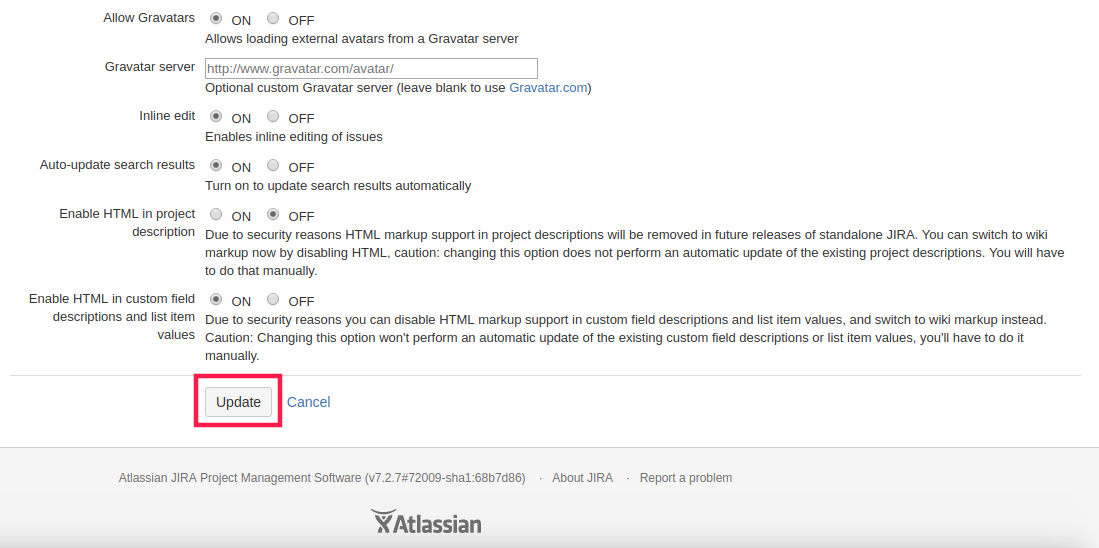 Allow Gravatars ON OFF
Allows loading external avatars from a Gravatar server
Gravatar server http://www.gravatar.com/avatar/
Optional custom Gravatar server (leave blank to use Gravatar.com)
Inline edit ON OFF
Enables inline editing of issues
Auto-update search results ON OFF
Turn on to update search results automatically
Enable HTML in project
description
ON OFF
Due to security reasons HTML markup support in project descriptions will be removed in future releases of standalone JIRA. You can switch to wiki
markup now by disabling HTML, caution: changing this option does not perform an automatic update of the existing project descriptions. You will have
to do that manually.
Enable HTML in custom field
descriptions and list item
values
ON OFF
Due to security reasons you can disable HTML markup support in custom field descriptions and list item values, and switch to wiki markup instead.
Caution: Changing this option won't perform an automatic update of the existing custom field descriptions or list item values, you'll have to do it
manually.
Update Cancel
Atlassian JIRA Project Management Software (v7.2.7#72009-sha1:68b7d86) · About JIRA · Report a problem
Atlassian